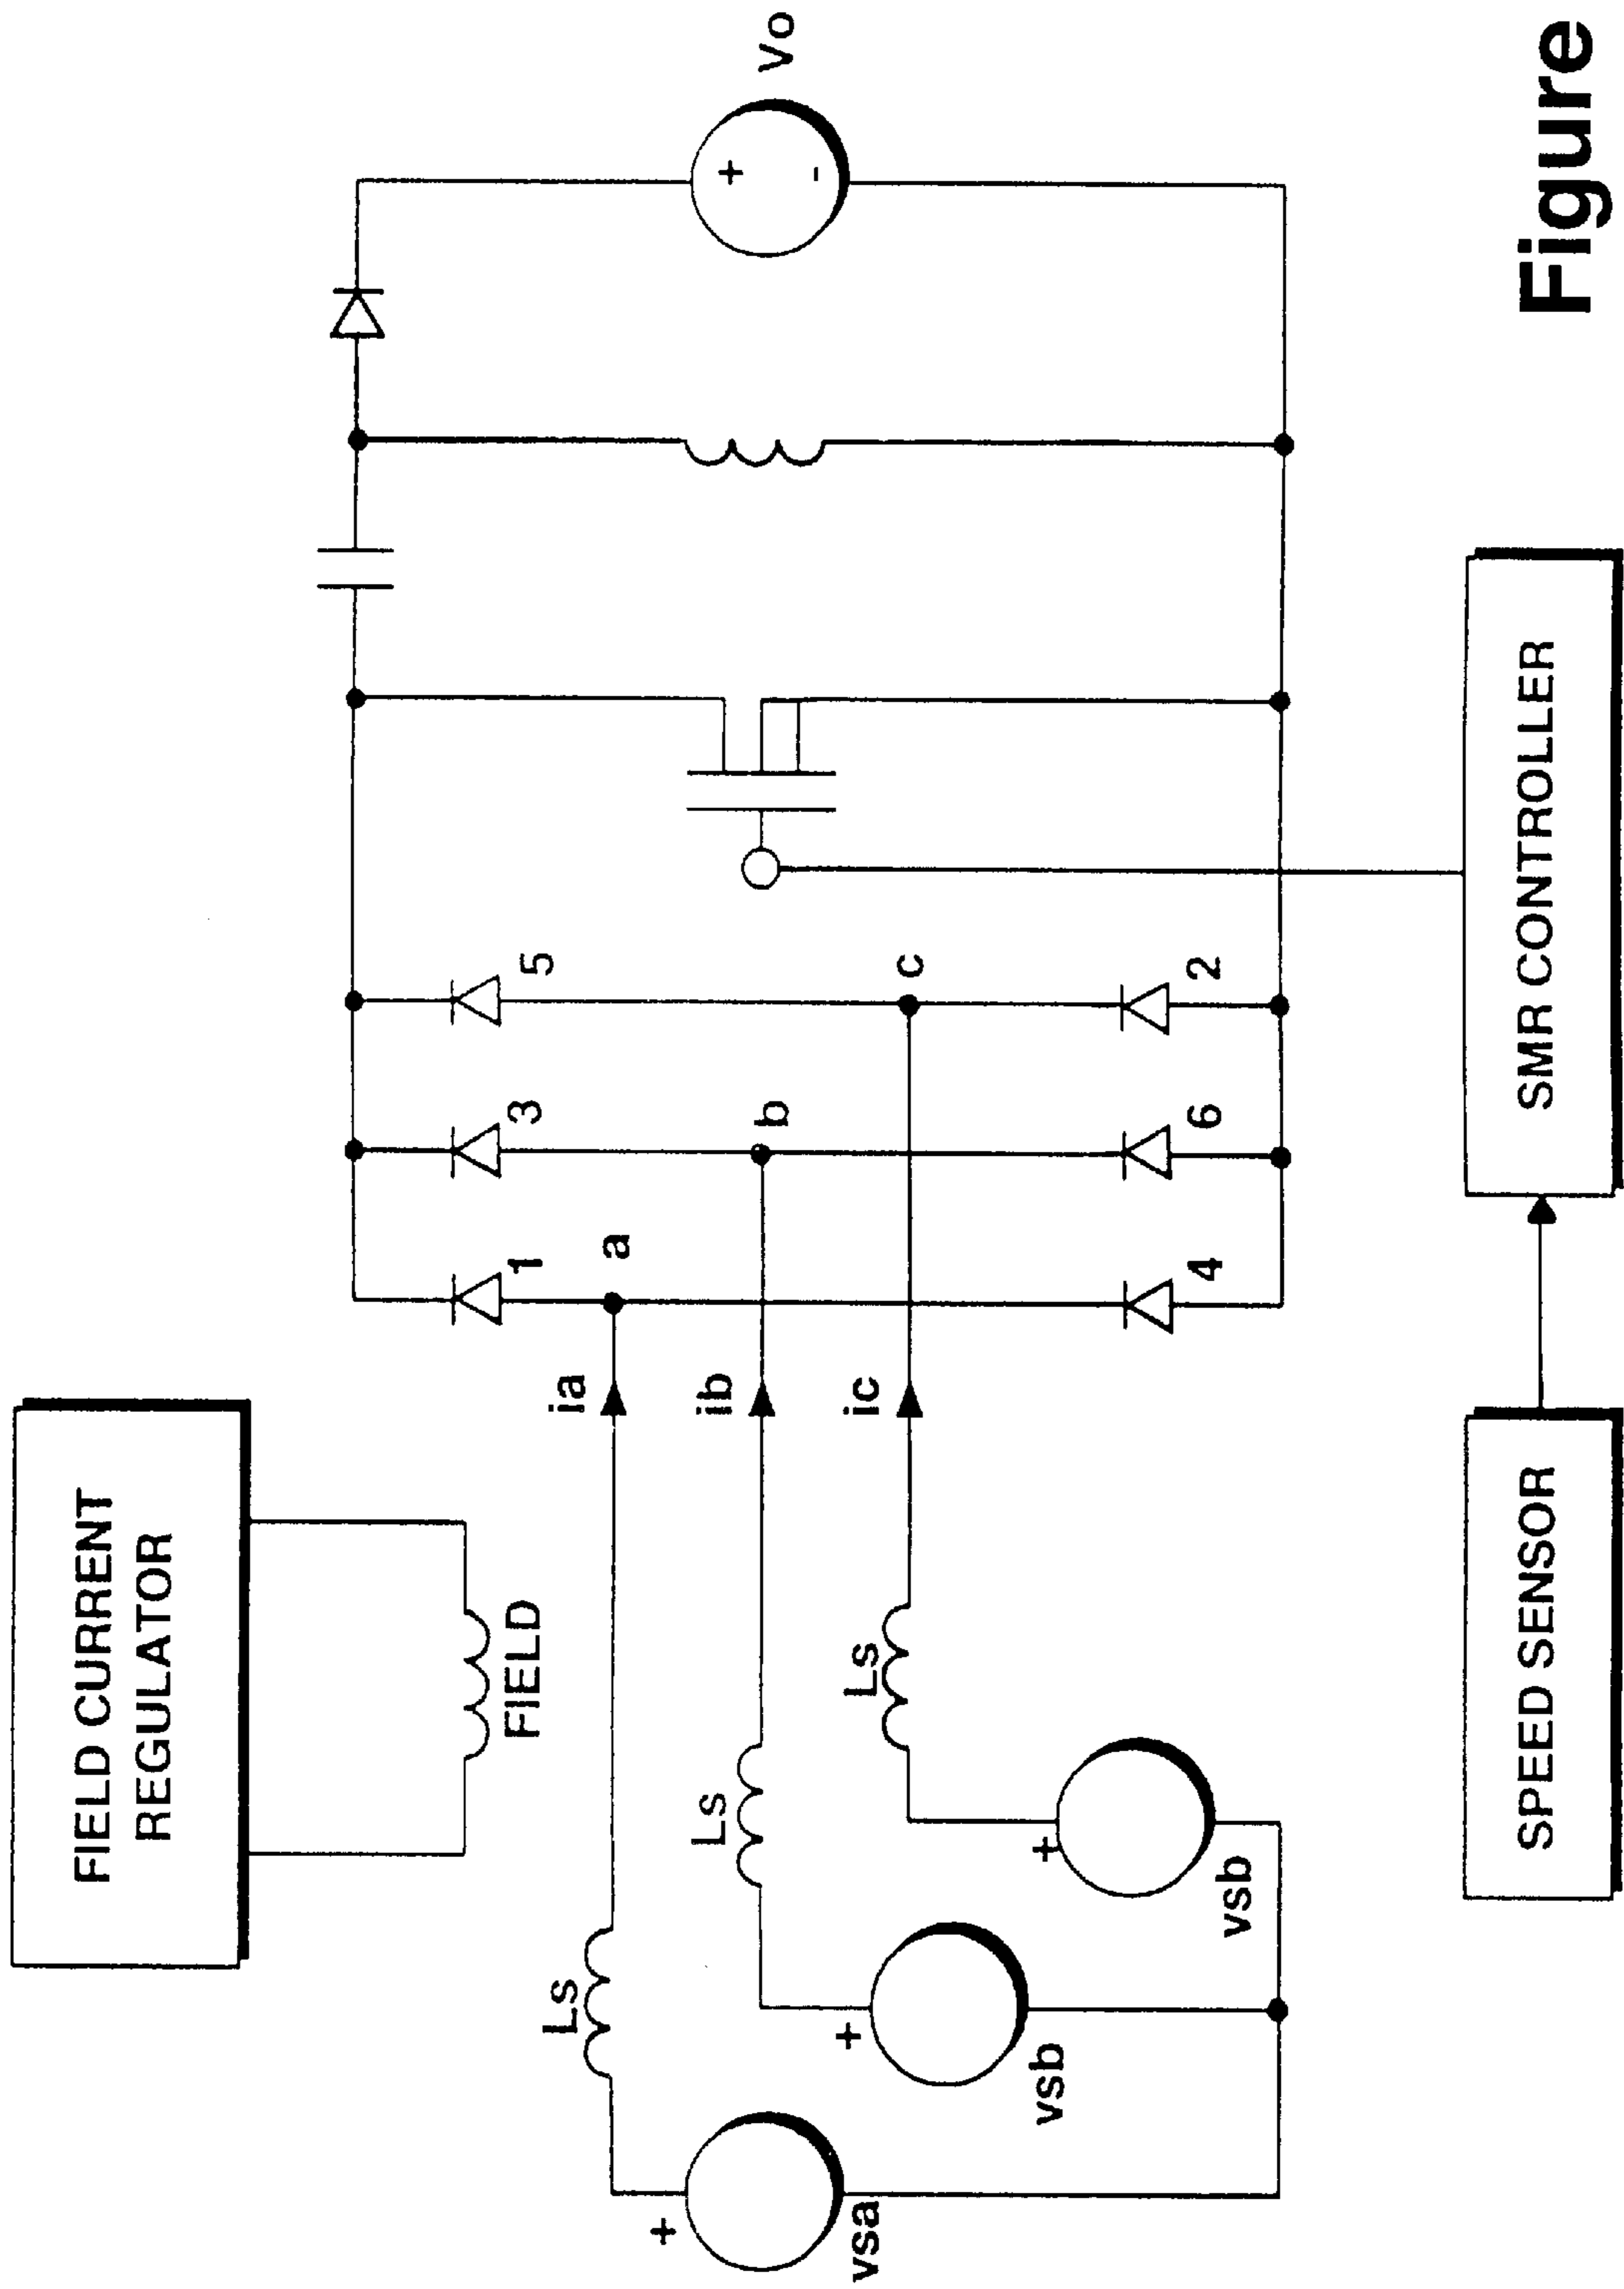 FIELD CURRENT
REGULATOR
FIELD
Ls
ia
a
1
3
5
+
-
Vo
Ls
ib
b
Ls
ic
c
+
vsa
+
vsb
+
vsb
4
6
2
SPEED SENSOR
SMR CONTROLLER
Figure